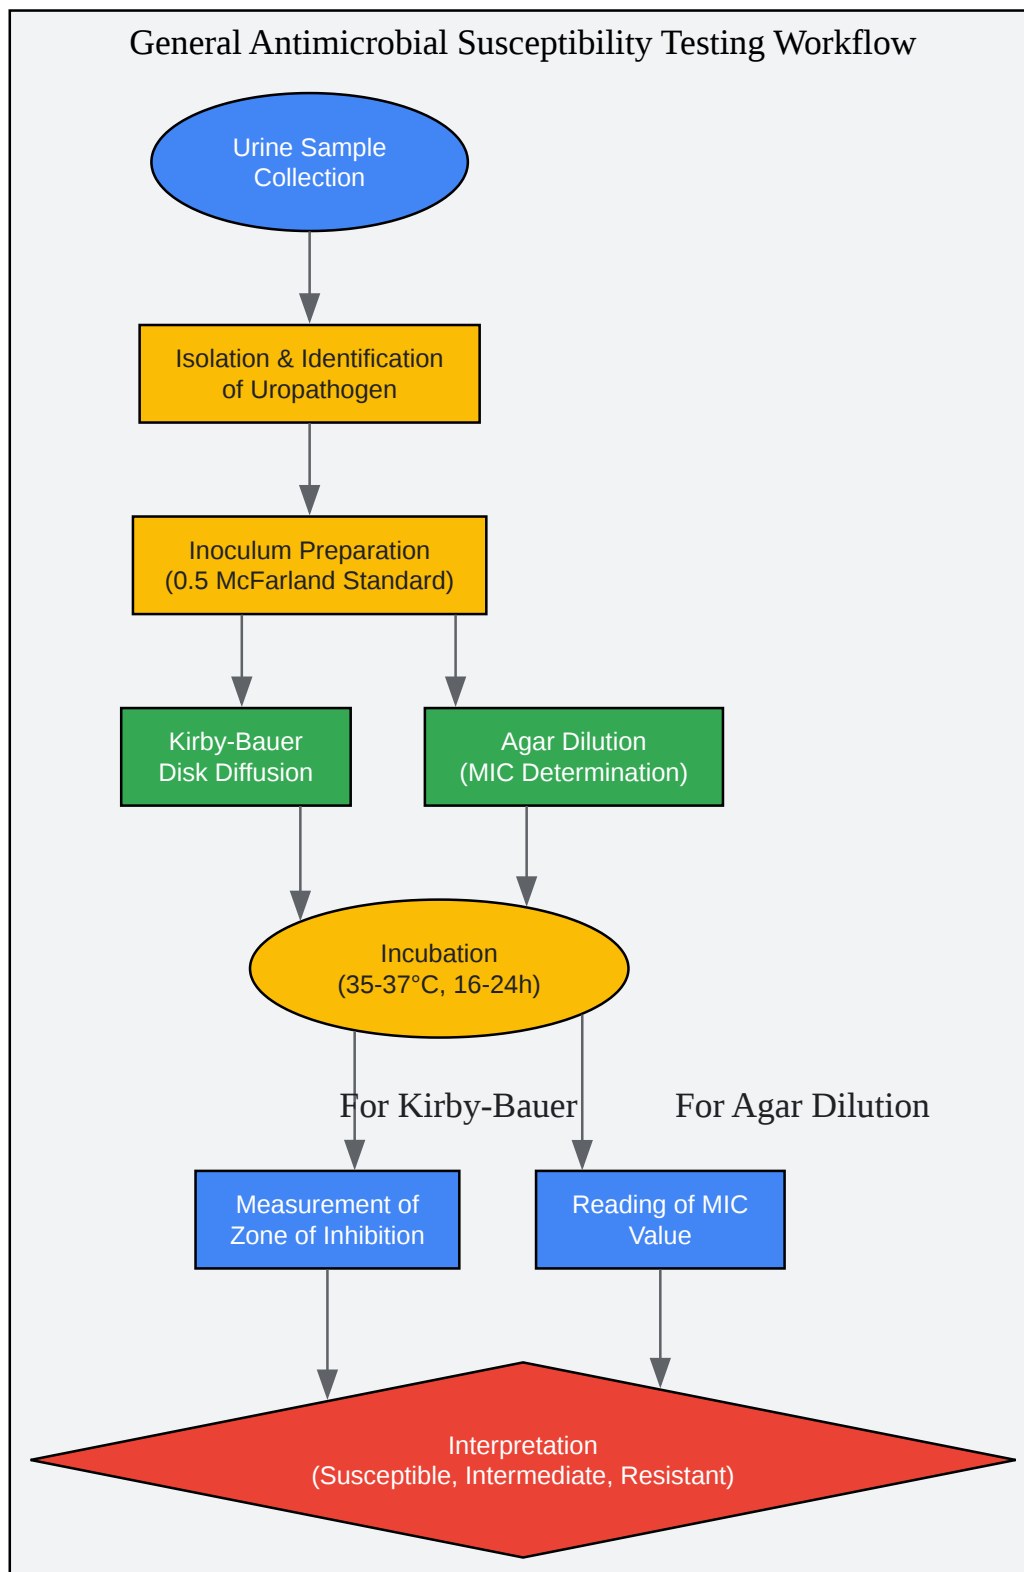 General Antimicrobial Susceptibility Testing Workflow
Urine Sample
Collection
Isolation & Identification
of Uropathogen
Inoculum Preparation
(0.5 McFarland Standard)
Kirby-Bauer
Disk Diffusion
Agar Dilution
(MIC Determination)
Incubation
(35-37°C, 16-24h)
For Kirby-Bauer
For Agar Dilution
Measurement of
Zone of Inhibition
Reading of MIC
Value
Interpretation
(Susceptible, Intermediate, Resistant)